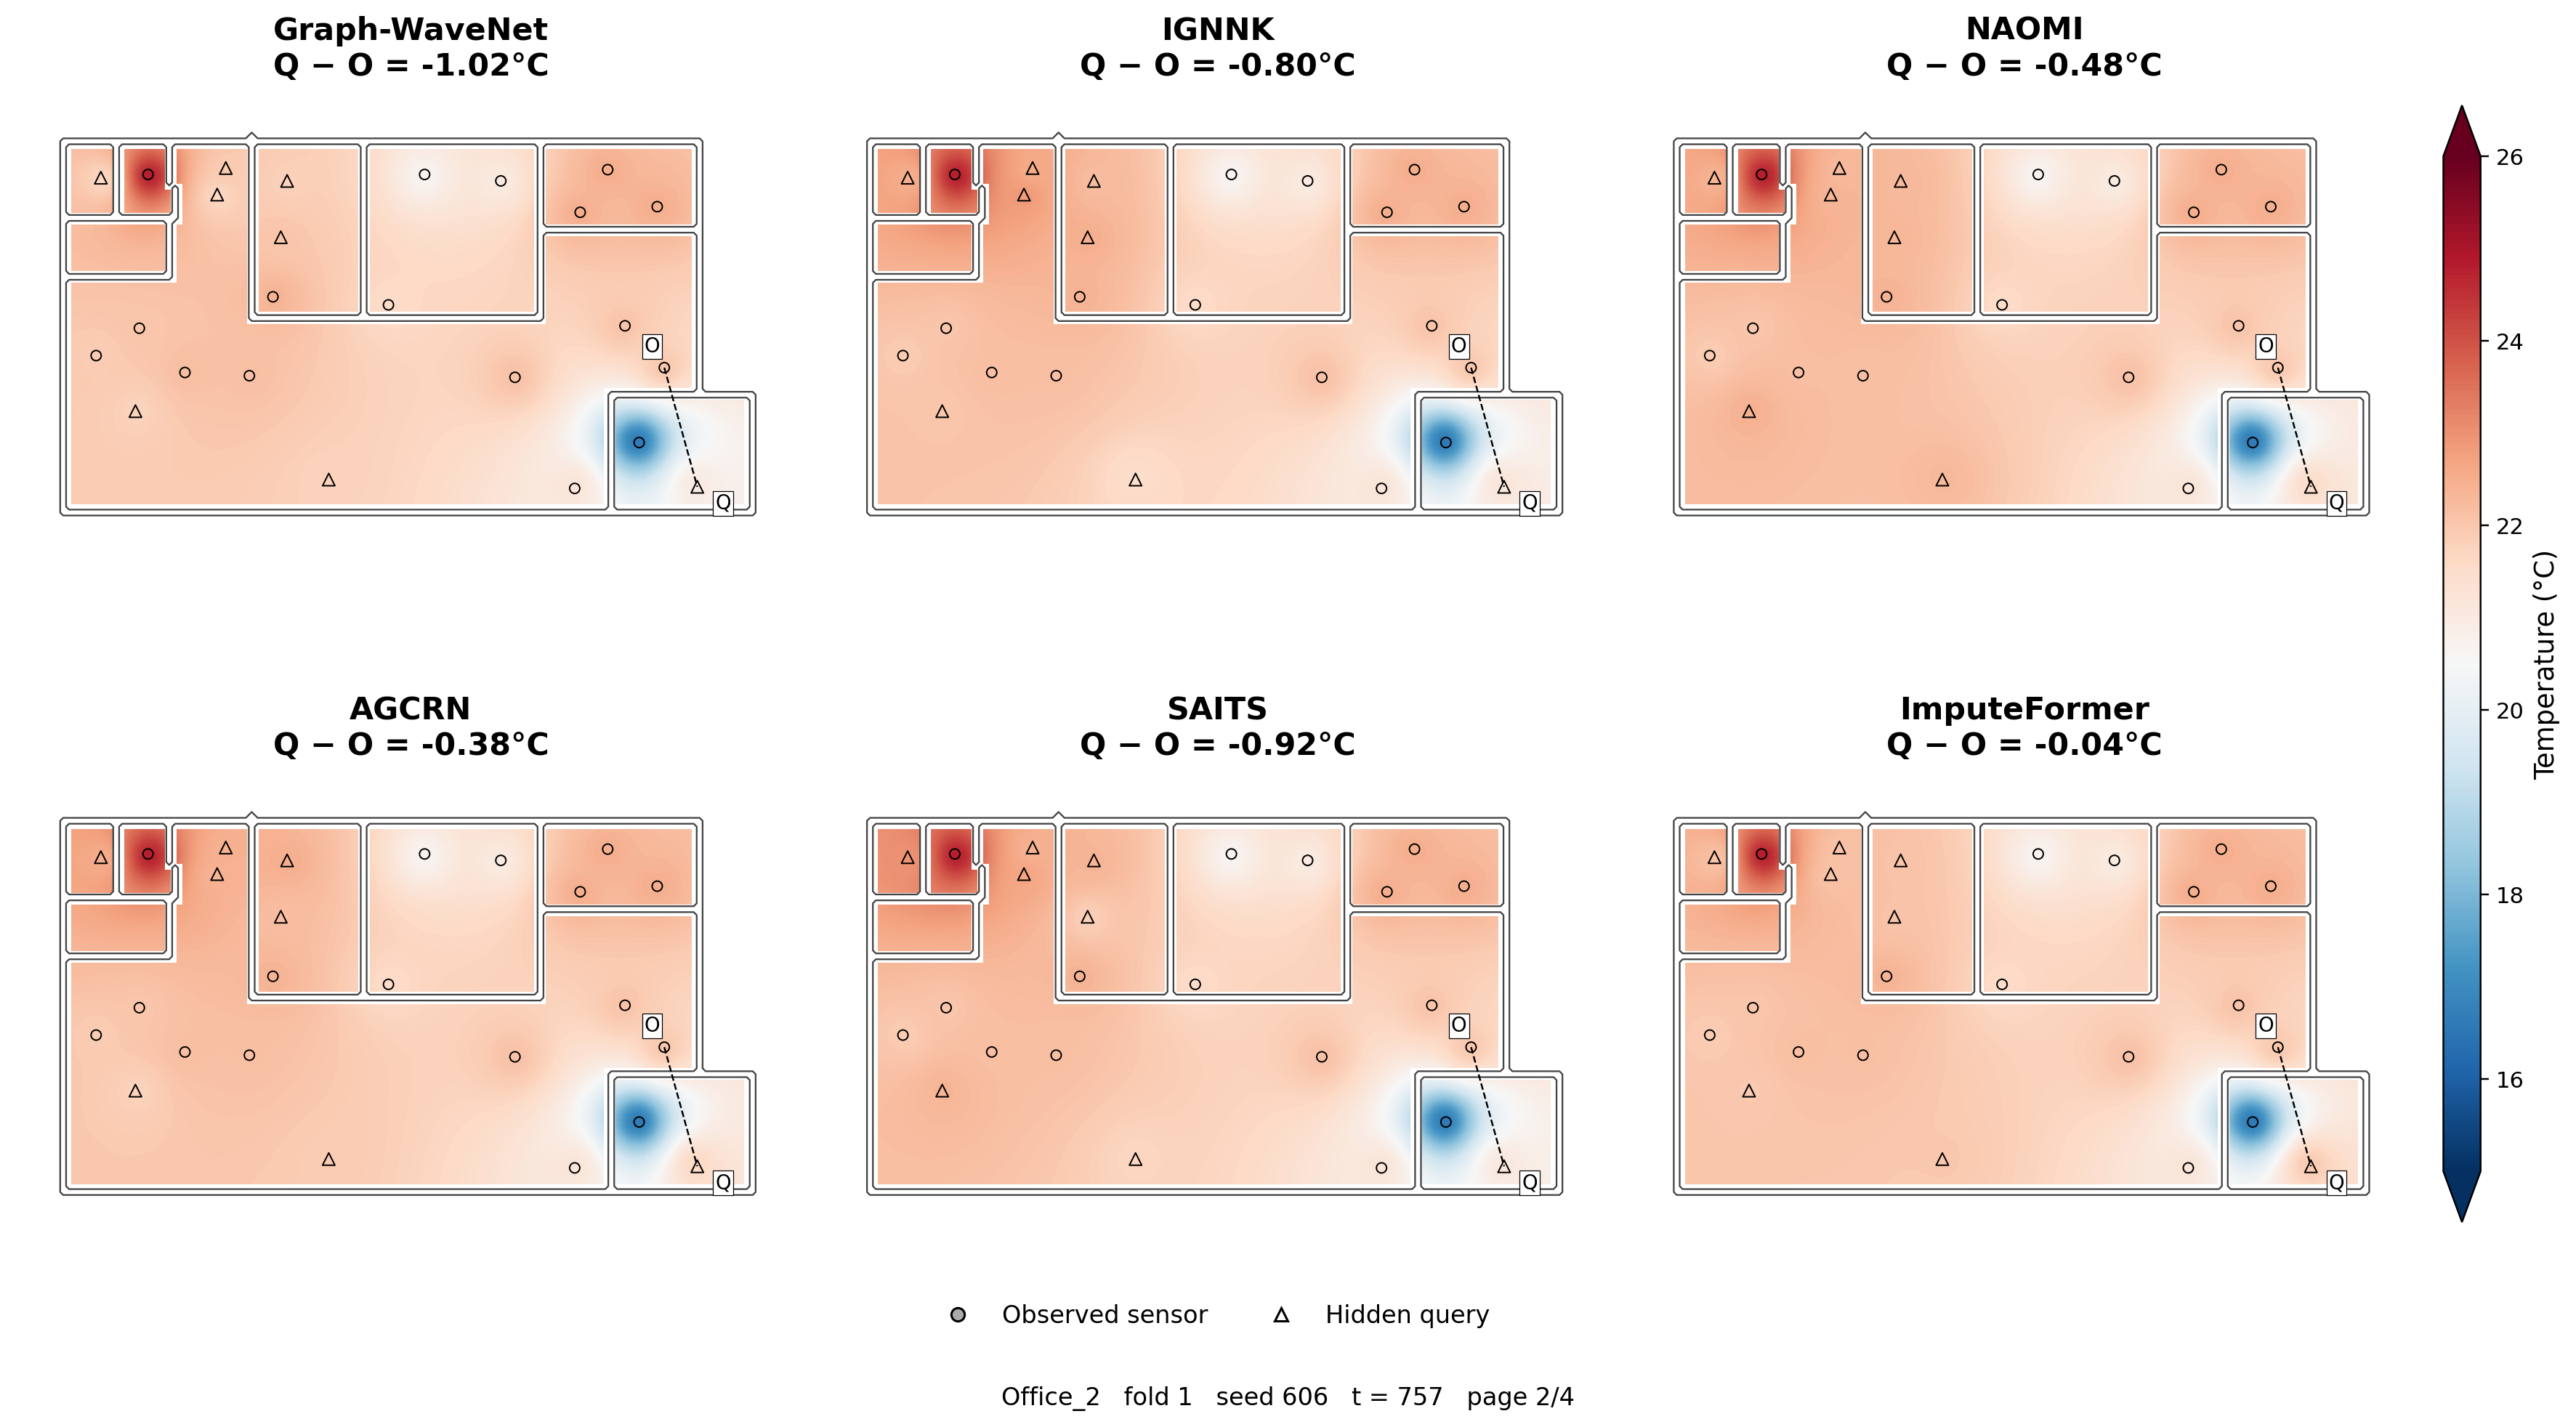 Graph-WaveNet
Q − O = -1.02°C
IGNNK
Q − O = -0.80°C
NAOMI
Q − O = -0.48°C
O
Q
O
Q
O
Q
AGCRN
Q − O = -0.38°C
SAITS
Q − O = -0.92°C
ImputeFormer
Q − O = -0.04°C
O
Q
O
Q
O
Q
26
24
22
20
18
16
Temperature (°C)
Observed sensor
Hidden query
Office_2 fold 1 seed 606 t = 757 page 2/4